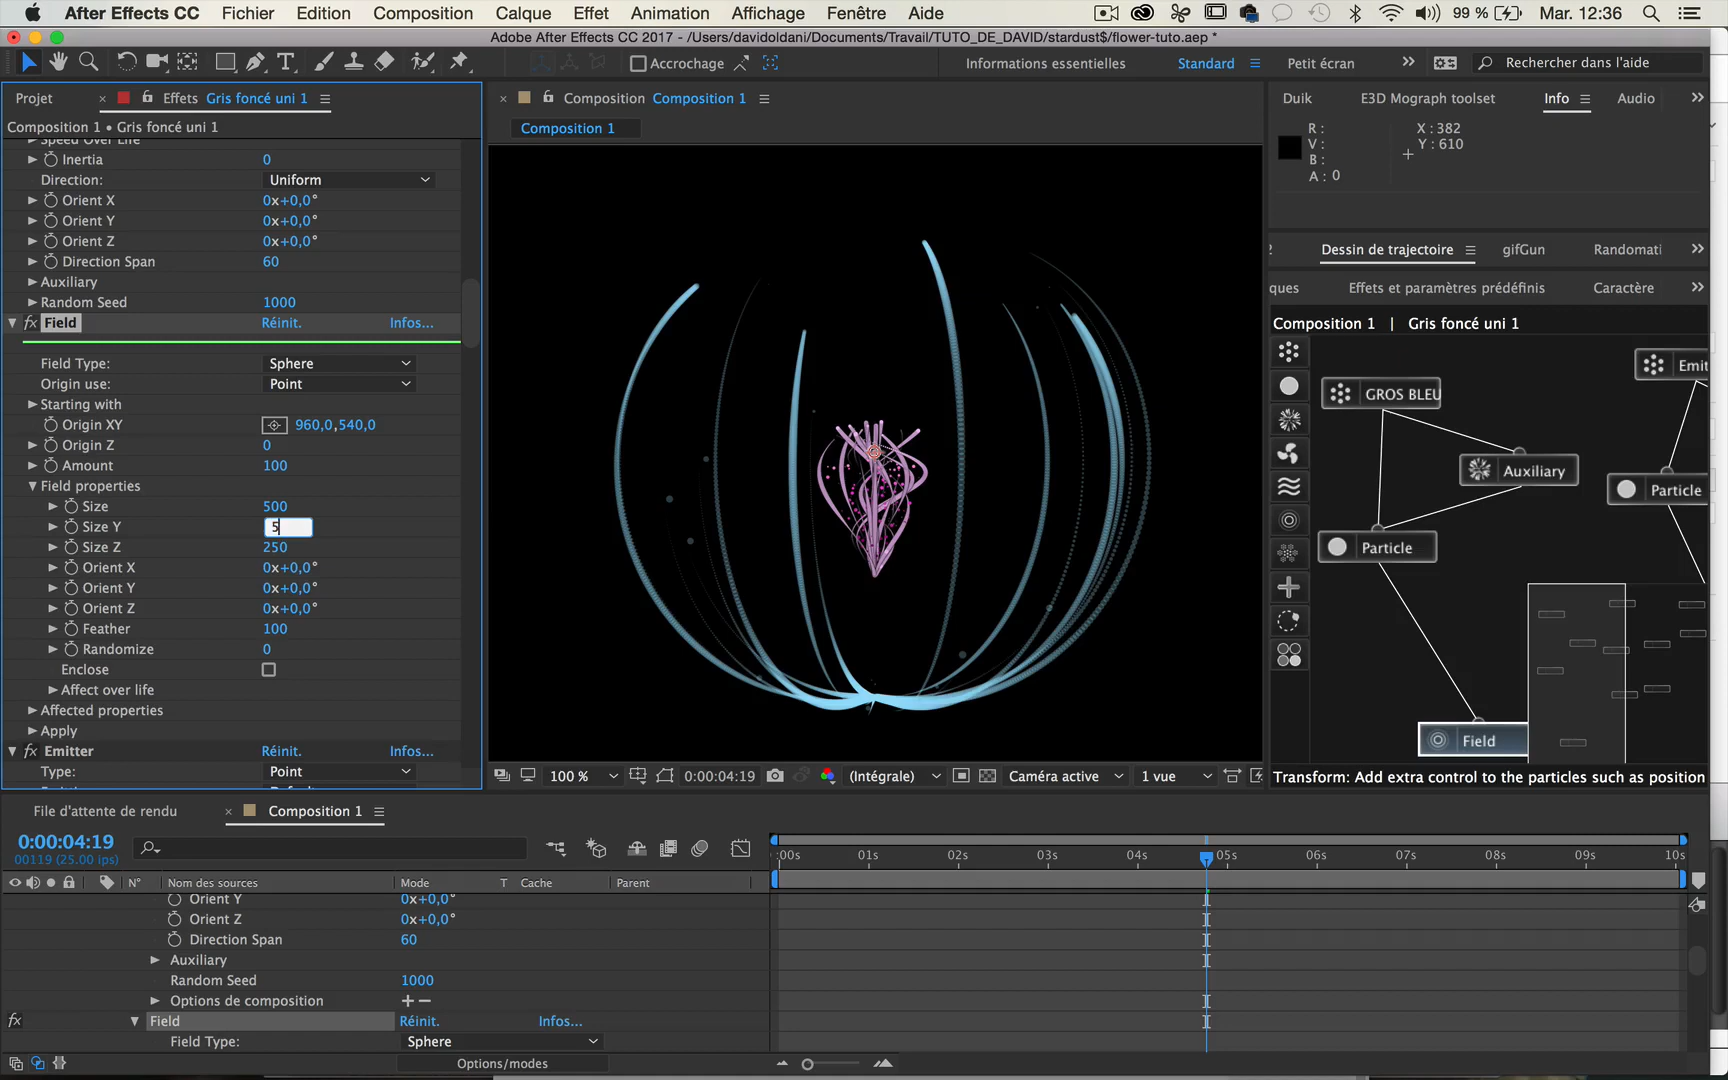 After Effects CC Fichier Edition Composition Calque Effet Animation Affichage Fenêtre Aide 99 % Mar. 12:36
Adobe After Effects CC 2017 - /Users/davidoldani/Documents/Travail/TUTO_DE_DAVID/stardust$/flower-tuto.aep *
Accrochage Informations essentielles Standard Petit écran Rechercher dans l'aide
Projet Effets Gris foncé uni 1
Composition 1 • Gris foncé uni 1
Speed Over Life
Inertia 0
Direction: Uniform
Orient X 0x+0,0°
Orient Y 0x+0,0°
Orient Z 0x+0,0°
Direction Span 60
Auxiliary
Random Seed 1000
fx Field Réinit. Infos...
Field Type: Sphere
Origin use: Point
Starting with
Origin XY 960,0,540,0
Origin Z 0
Amount 100
Field properties
Size 500
Size Y 5
Size Z 250
Orient X 0x+0,0°
Orient Y 0x+0,0°
Orient Z 0x+0,0°
Feather 100
Randomize 0
Enclose
Affect over life
Affected properties
Apply
fx Emitter Réinit. Infos...
Type: Point
Composition Composition 1
Composition 1
100 % 0:00:04:19 (Intégrale) Caméra active 1 vue
Duik E3D Mograph toolset Info Audio
R :
V :
B :
A : 0
X : 382
Y : 610
2 Dessin de trajectoire gifGun Randomati
ques Effets et paramètres prédéfinis Caractère
Composition 1 | Gris foncé uni 1
Emit
GROS BLEU
Auxiliary
Particle
Particle
Field
Transform: Add extra control to the particles such as position
File d'attente de rendu Composition 1
0:00:04:19
00119 (25.00 ips)
:00s 01s 02s 03s 04s 05s 06s 07s 08s 09s 10s
N° Nom des sources Mode T Cache Parent
Orient Y 0x+0,0°
Orient Z 0x+0,0°
Direction Span 60
Auxiliary
Random Seed 1000
Options de composition +−
fx Field Réinit. Infos...
Field Type: Sphere
Options/modes